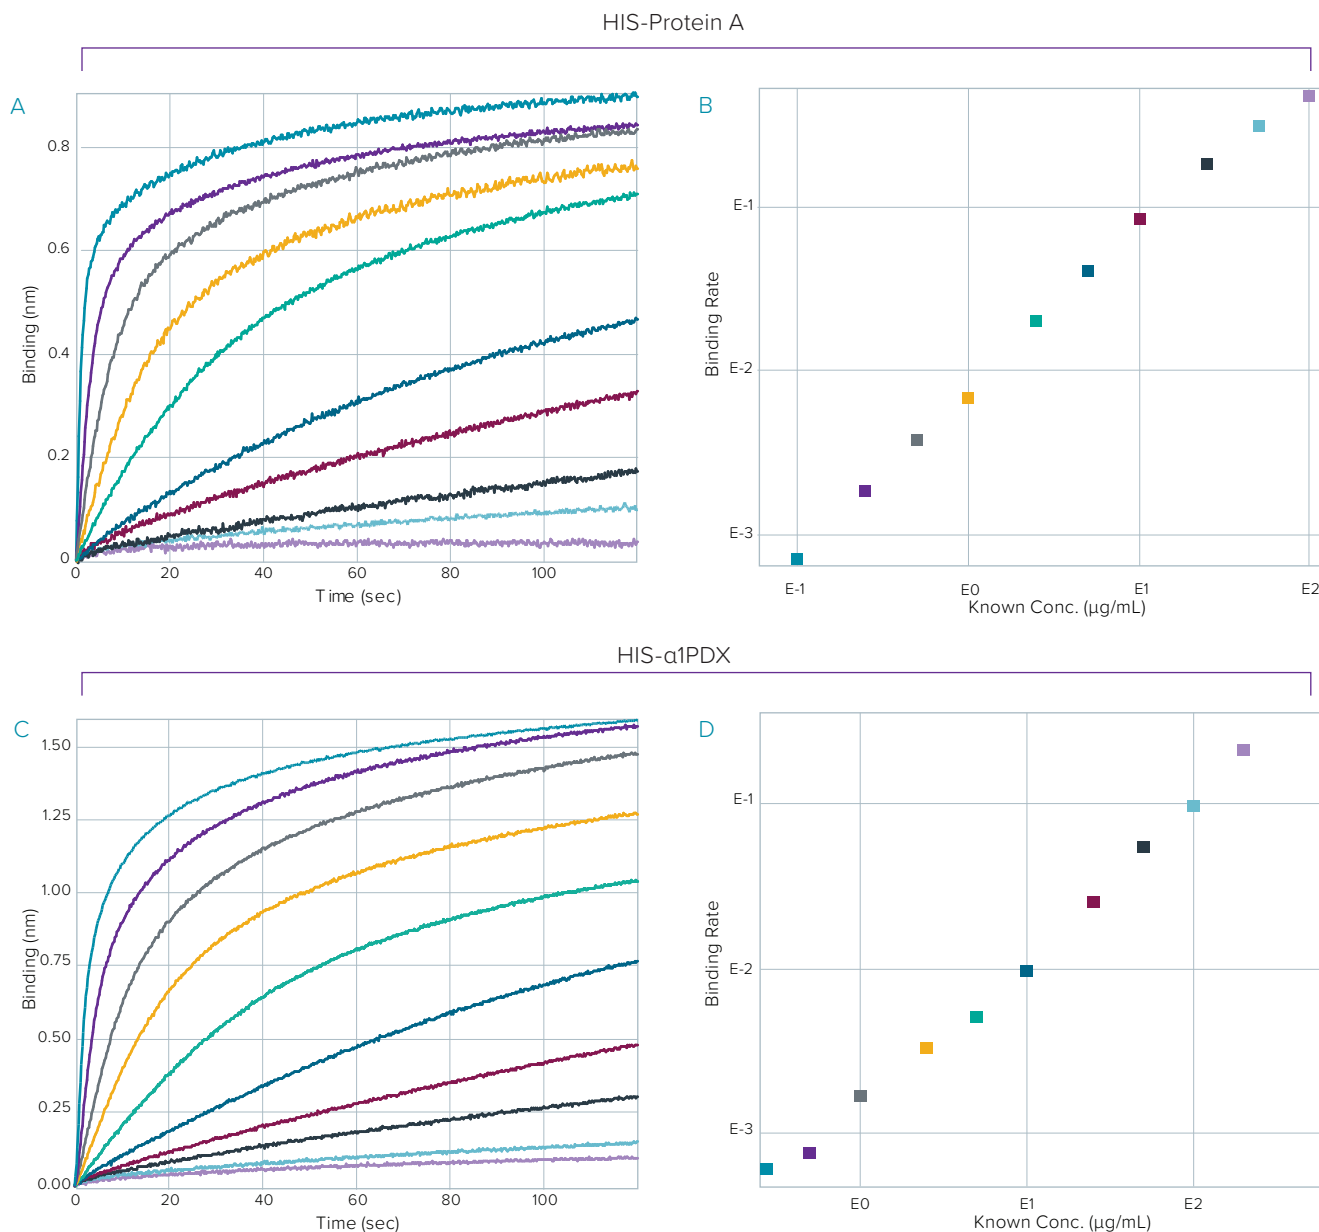 HIS-Protein A
A
0.8
0.6
0.4
0.2
0
0
20
40
60
80
100
Binding (nm)
Time (sec)
B
E-1
E-2
E-3
E-1
E0
E1
E2
Binding Rate
Known Conc. (µg/mL)
HIS-α1PDX
C
1.50
1.25
1.00
0.75
0.50
0.25
0.00
0
20
40
60
80
100
Binding (nm)
Time (sec)
D
E-1
E-2
E-3
E0
E1
E2
Binding Rate
Known Conc. (µg/mL)